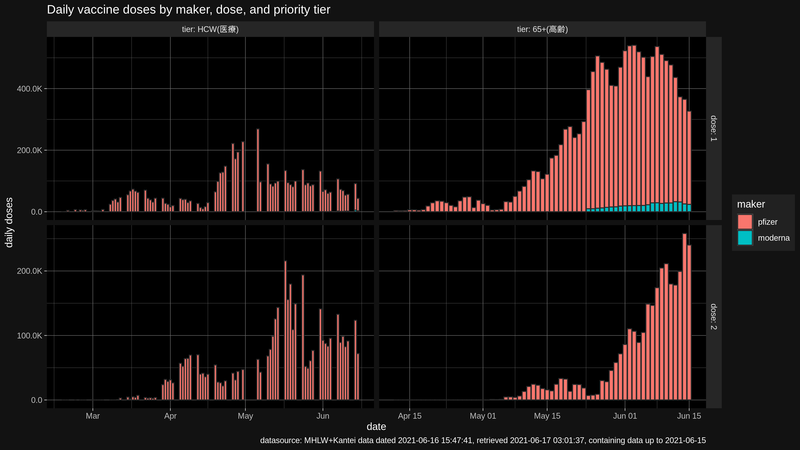 Daily vaccine doses by maker, dose, and priority tier
tier: HCW(医療)
tier: 65+(高齢)
400.0K
200.0K
0.0
dose: 1
daily doses
200.0K
100.0K
0.0
dose: 2
maker
pfizer
moderna
Mar
Apr
May
Jun
Apr 15
May 01
May 15
Jun 01
Jun 15
date
datasource: MHLW+Kantei data dated 2021-06-16 15:47:41, retrieved 2021-06-17 03:01:37, containing data up to 2021-06-15